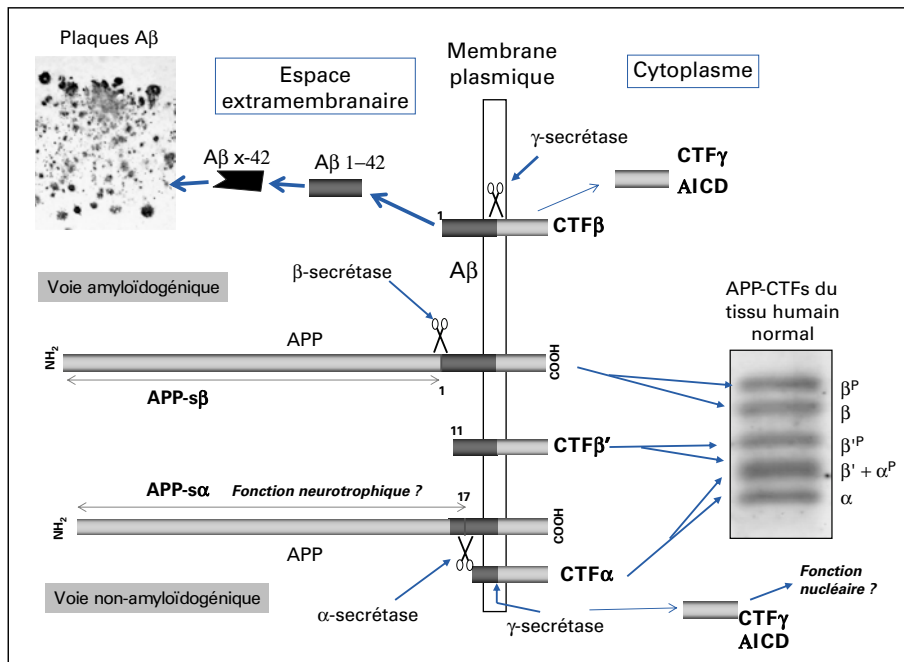 Plaques Aβ
Espace
extramembranaire
Membrane
plasmique
Cytoplasme
Aβ x-42
Aβ 1–42
γ-secrétase
CTFγ
AICD
1
CTFβ
Aβ
Voie amyloïdogénique
β-secrétase
APP
NH2
COOH
APP-sβ
1
APP-CTFs du
tissu humain
normal
βP
β
β'P
β' + αP
α
11
CTFβ'
APP-sα
Fonction neurotrophique ?
17
NH2
COOH
APP
CTFα
Voie non-amyloïdogénique
α-secrétase
γ-secrétase
Fonction
nucléaire ?
CTFγ
AICD